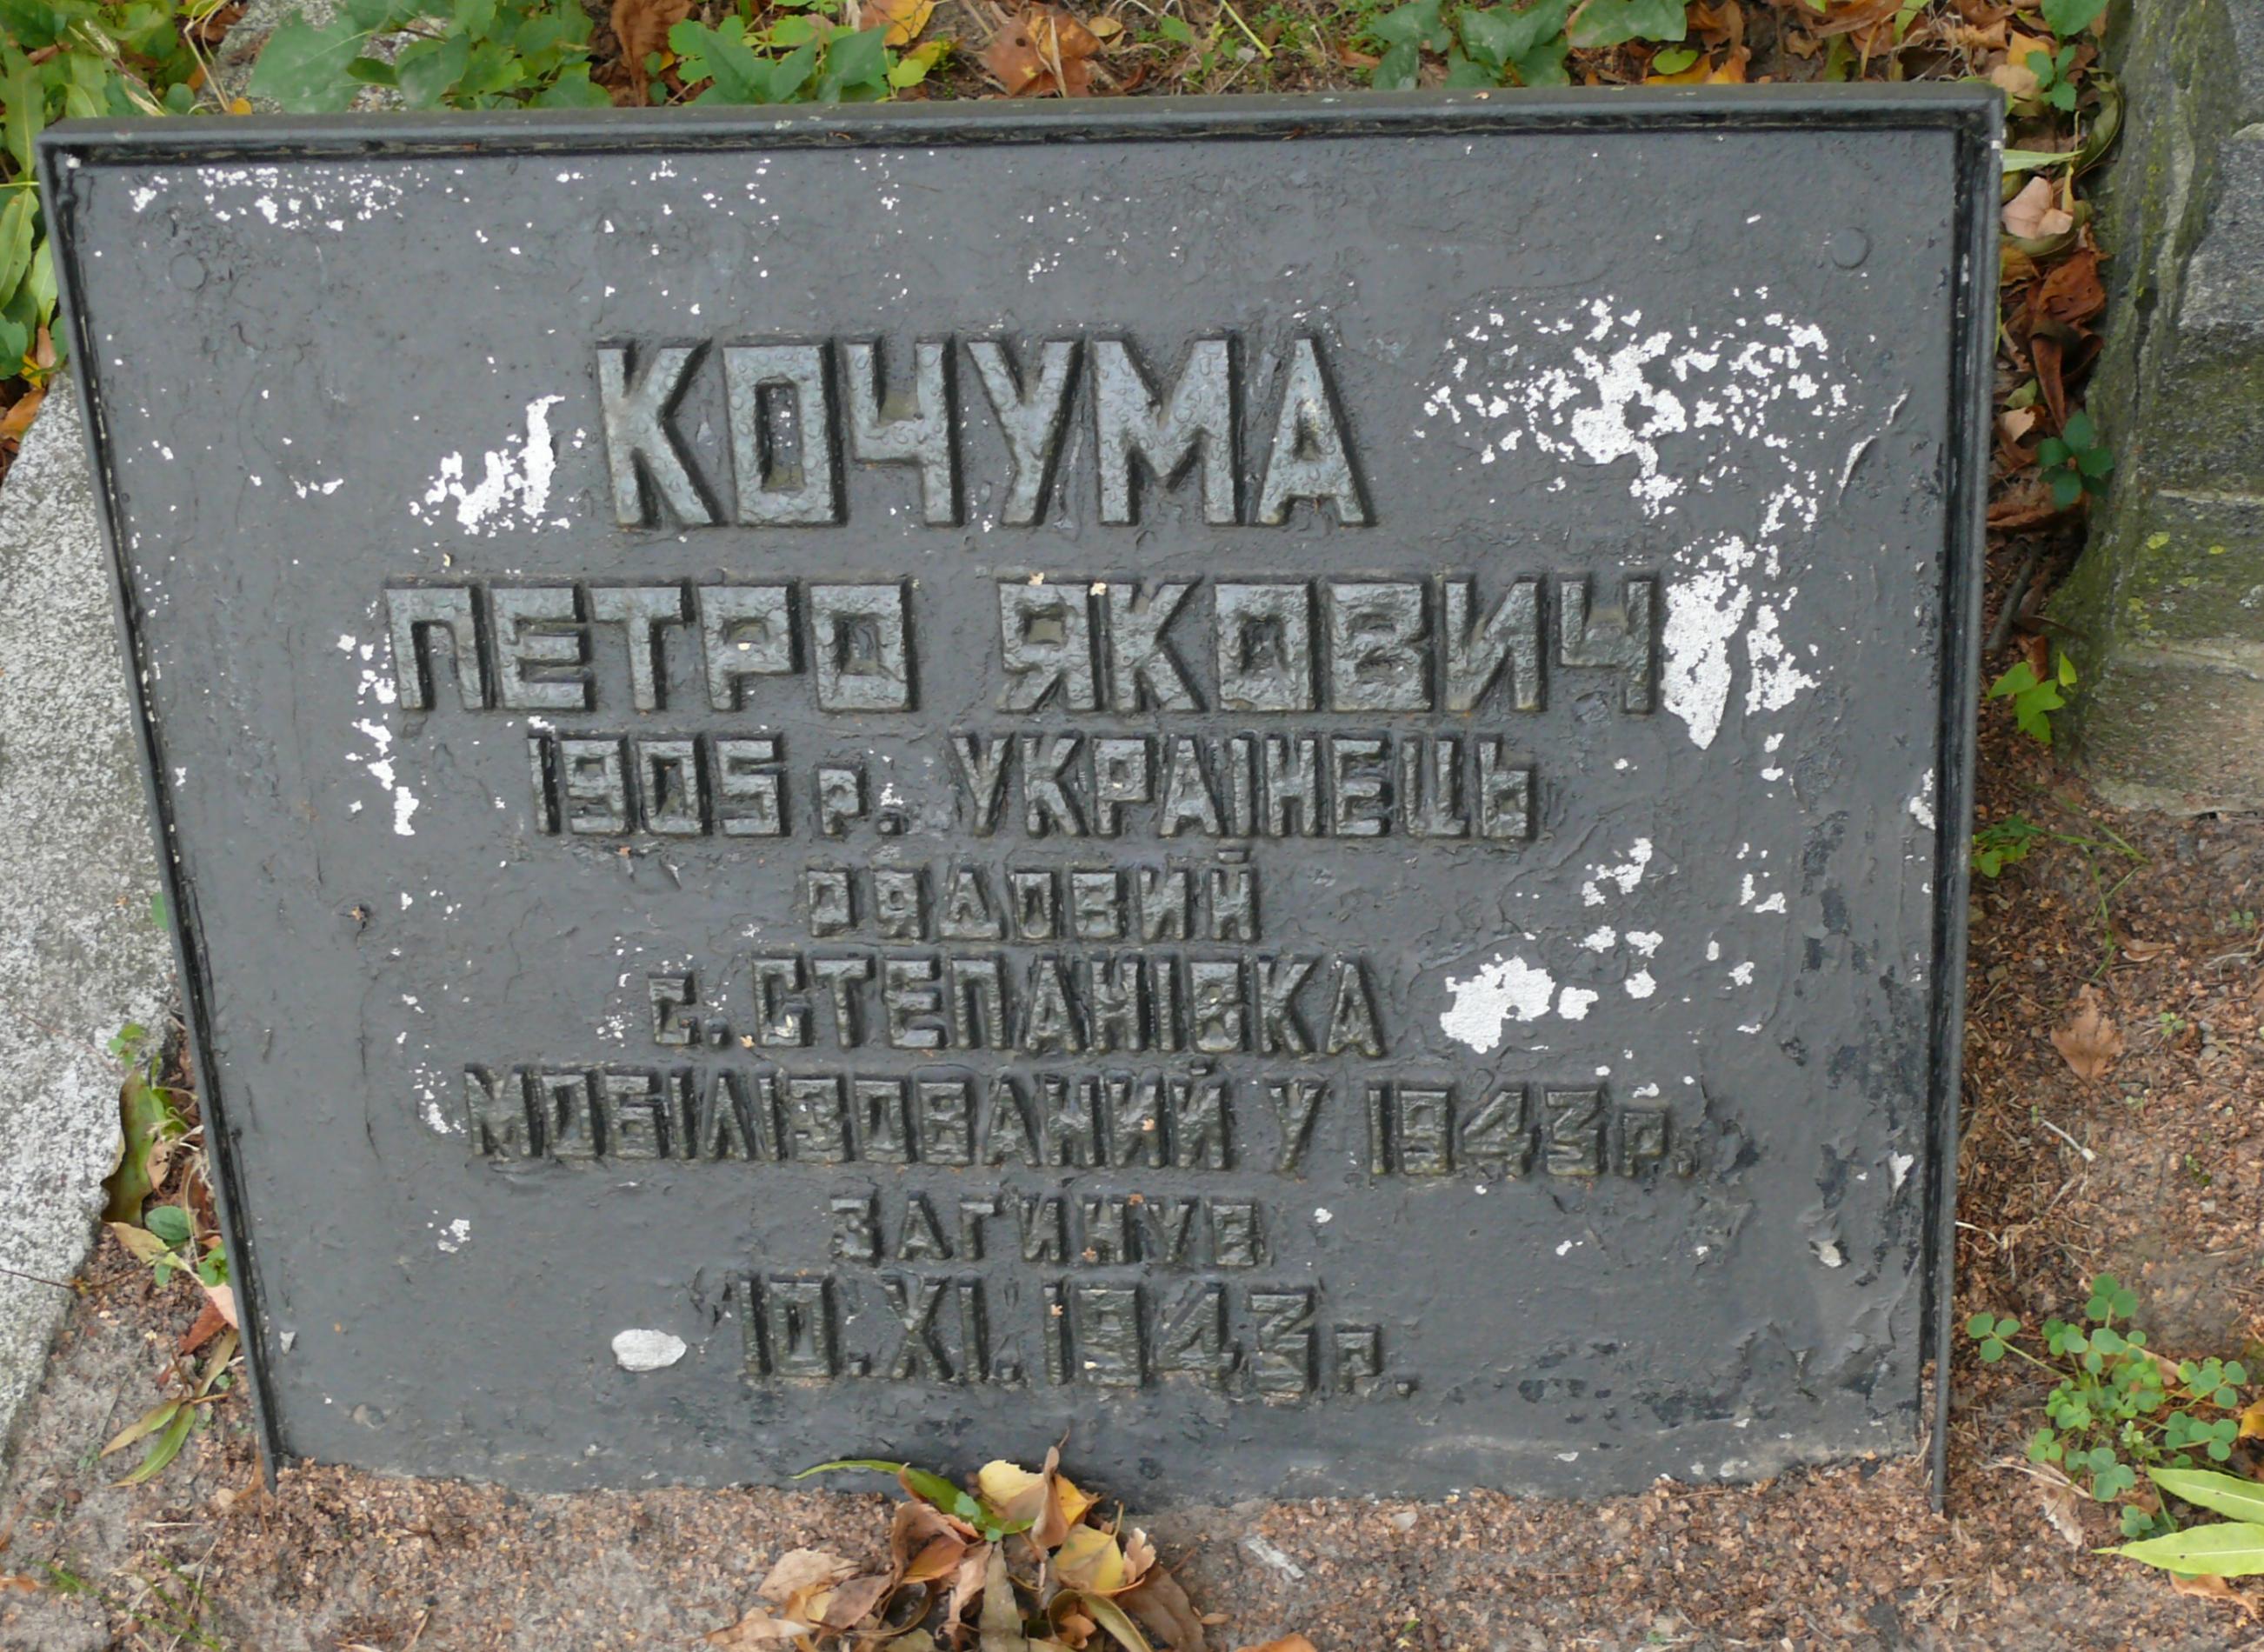 КОЧУМА
ПЕТРО ЯКОВИЧ
1905 р. УКРАІНЕЦЬ
РЯДОВИЙ
с. СТЕПАНІВКА
МОБІЛІЗОВАНИЙ У 1943 р.
ЗАГИНУВ
10.XI.1943 р.